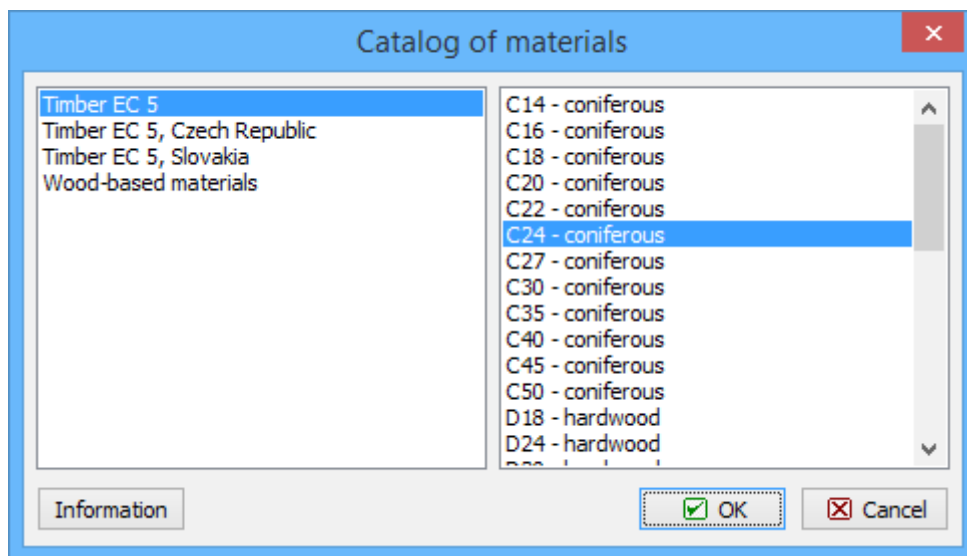 Catalog of materials
Timber EC 5
Timber EC 5, Czech Republic
Timber EC 5, Slovakia
Wood-based materials
C14 - coniferous
C16 - coniferous
C18 - coniferous
C20 - coniferous
C22 - coniferous
C24 - coniferous
C27 - coniferous
C30 - coniferous
C35 - coniferous
C40 - coniferous
C45 - coniferous
C50 - coniferous
D18 - hardwood
D24 - hardwood
Information
OK
Cancel